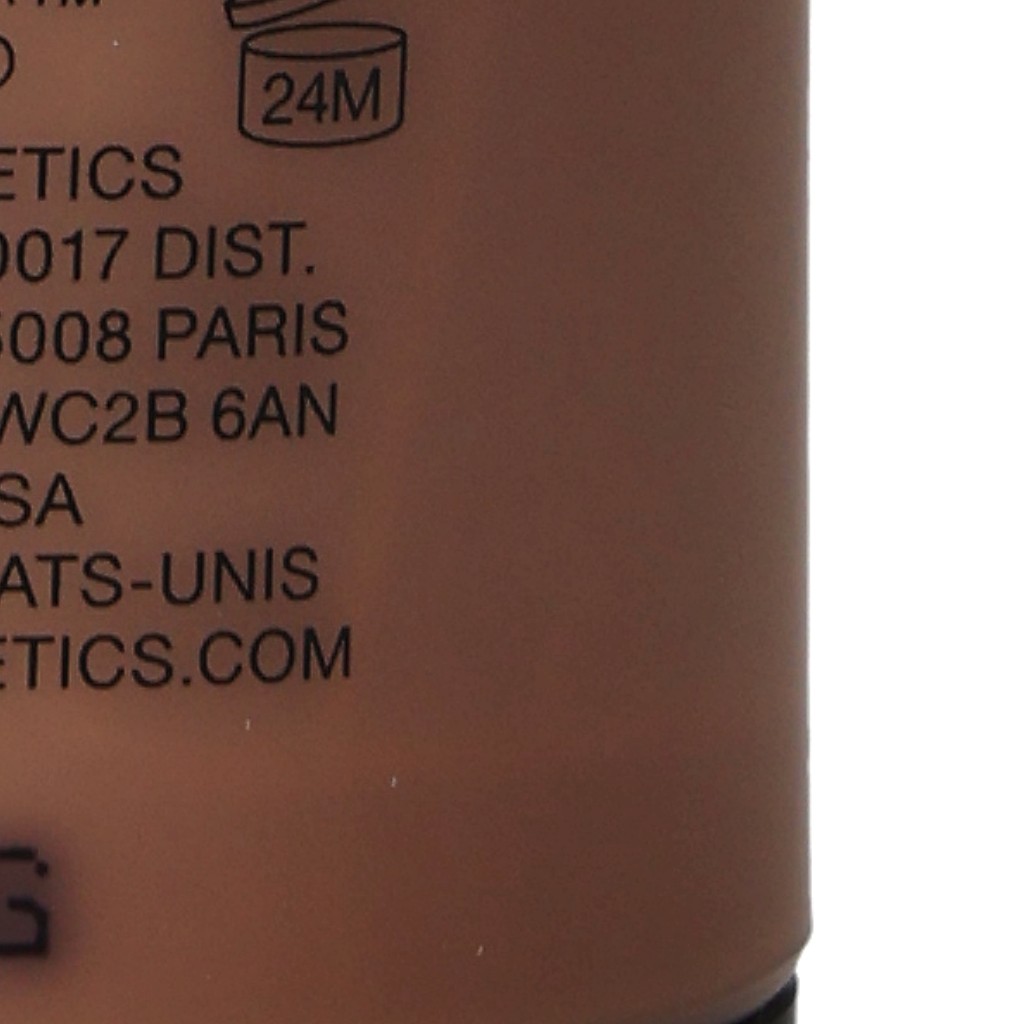 24M
ETICS
0017 DIST.
5008 PARIS
WC2B 6AN
SA
ATS-UNIS
ETICS.COM
G